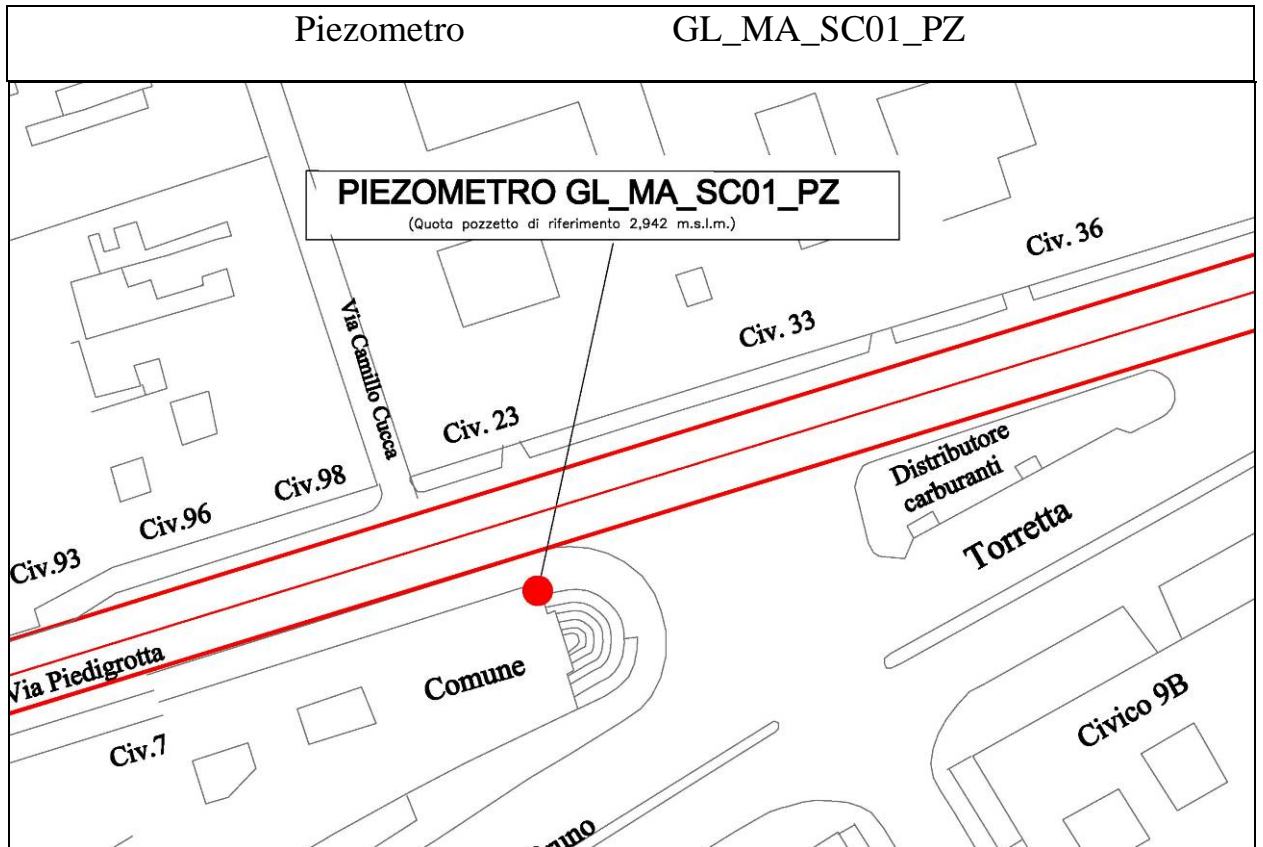 Piezometro GL_MA_SC01_PZ
PIEZOMETRO GL_MA_SC01_PZ
(Quota pozzetto di riferimento 2,942 m.s.l.m.)
Civ. 36
Civ. 33
Via Camillo Cucca
Civ. 23
Distributore
carburanti
Civ.98
Civ.96
Torretta
Civ.93
Via Piedigrotta
Comune
Civico 9B
Civ.7